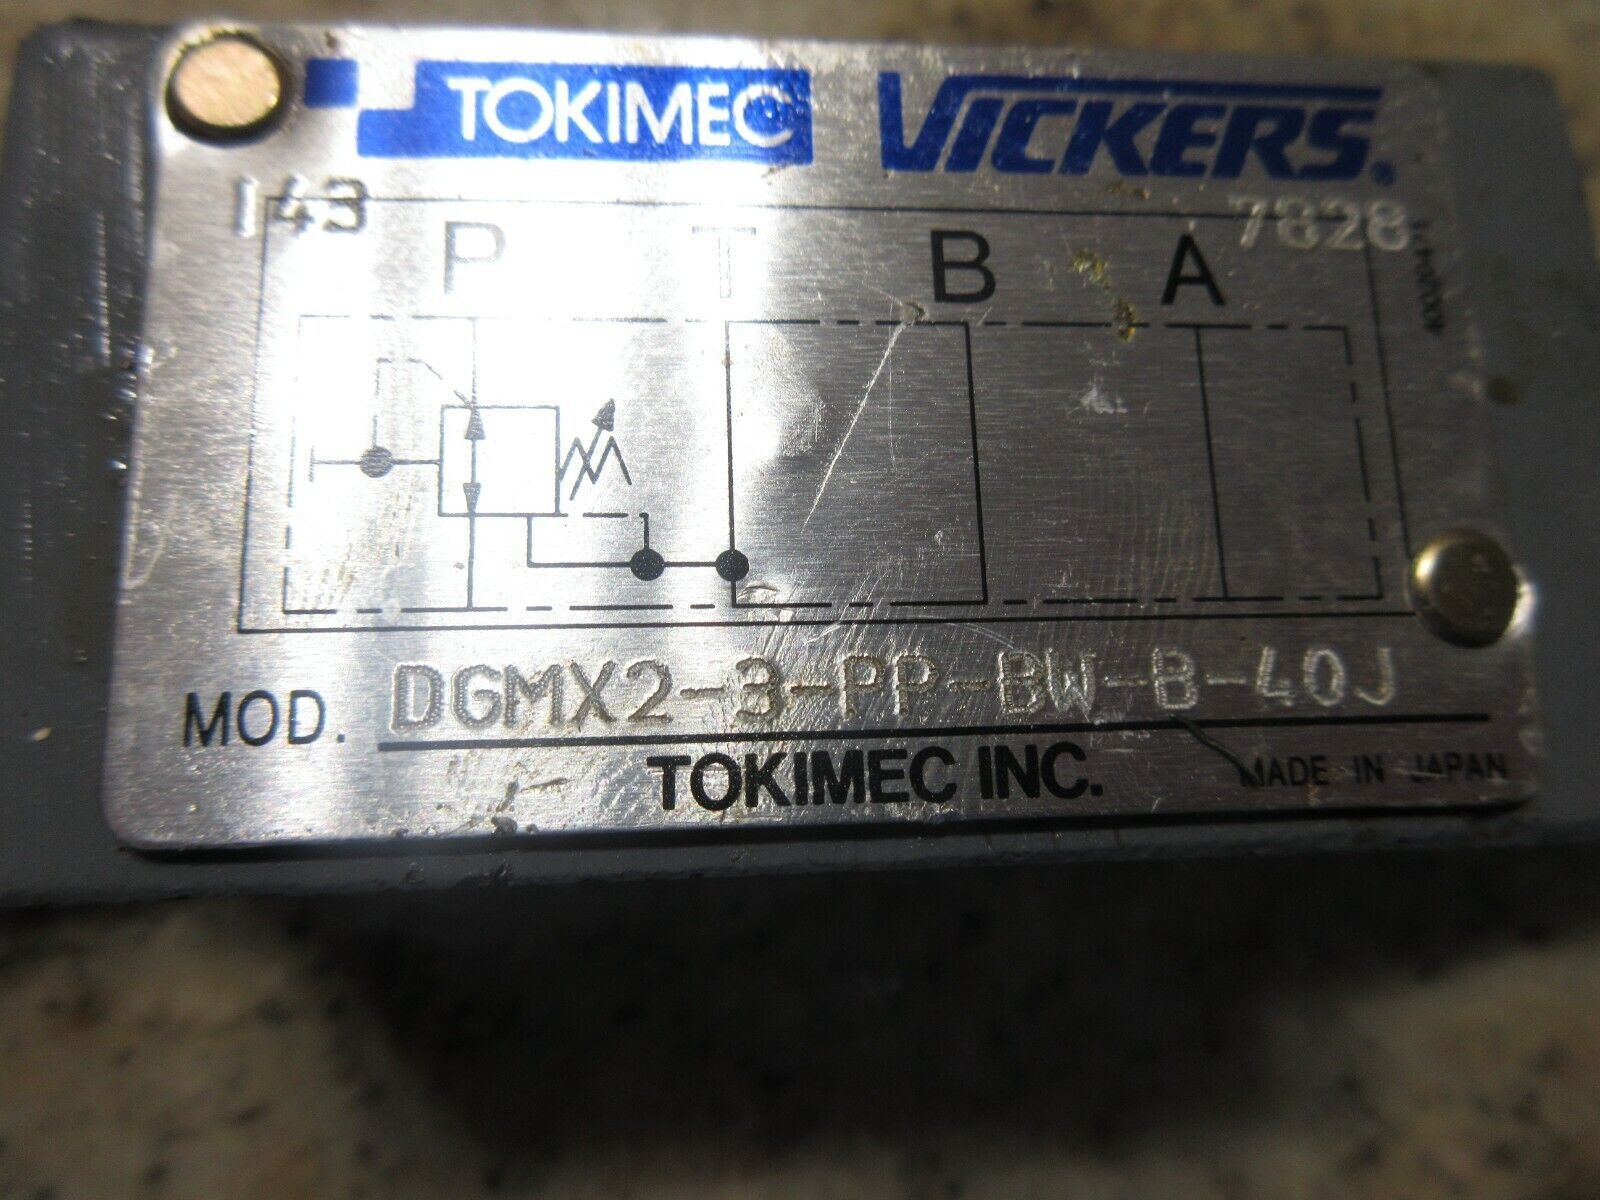 TOKIMEC VICKERS®
143 7828
P T B A
MOD. DGMX2-3-PP-BW-B-40J
TOKIMEC INC. MADE IN JAPAN